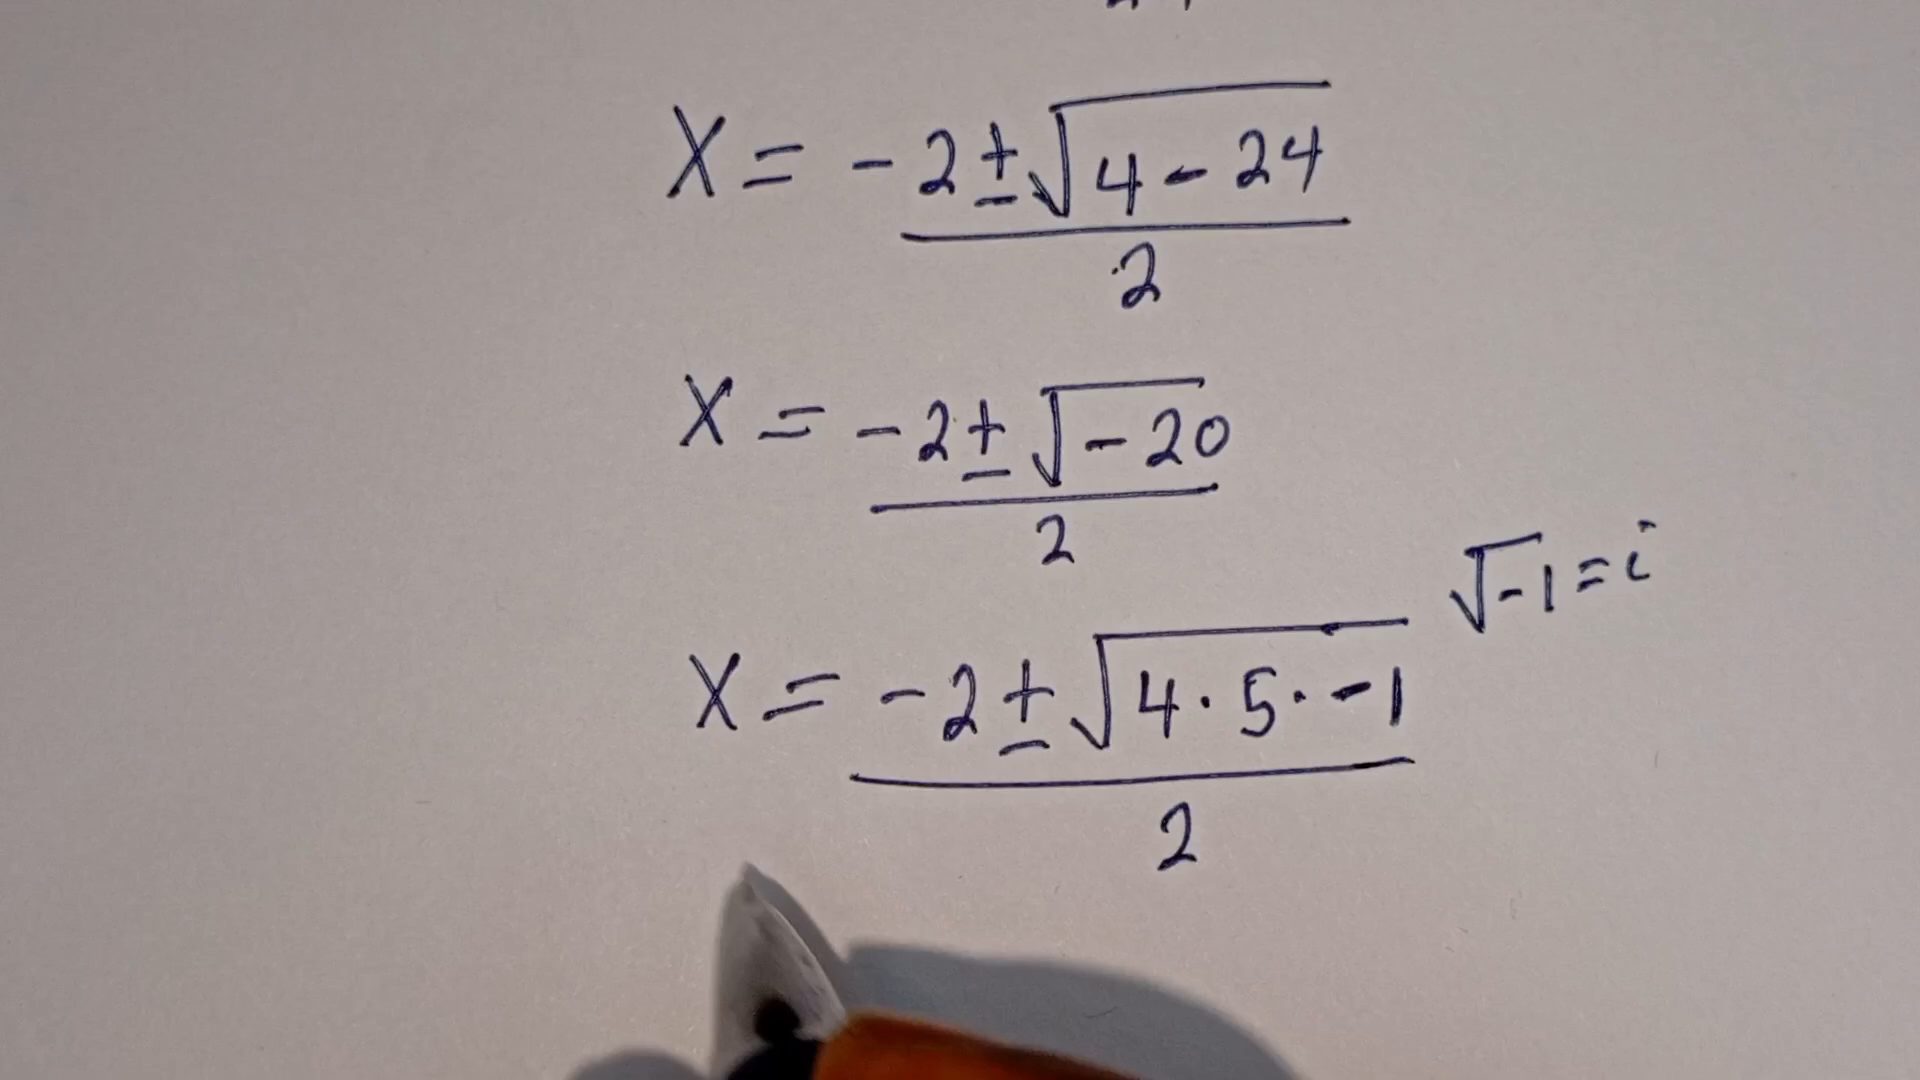 X = -2 ± √4 - 24
2
X = -2 ± √-20
2
√-1 = i
X = -2 ± √4 · 5 · -1
2